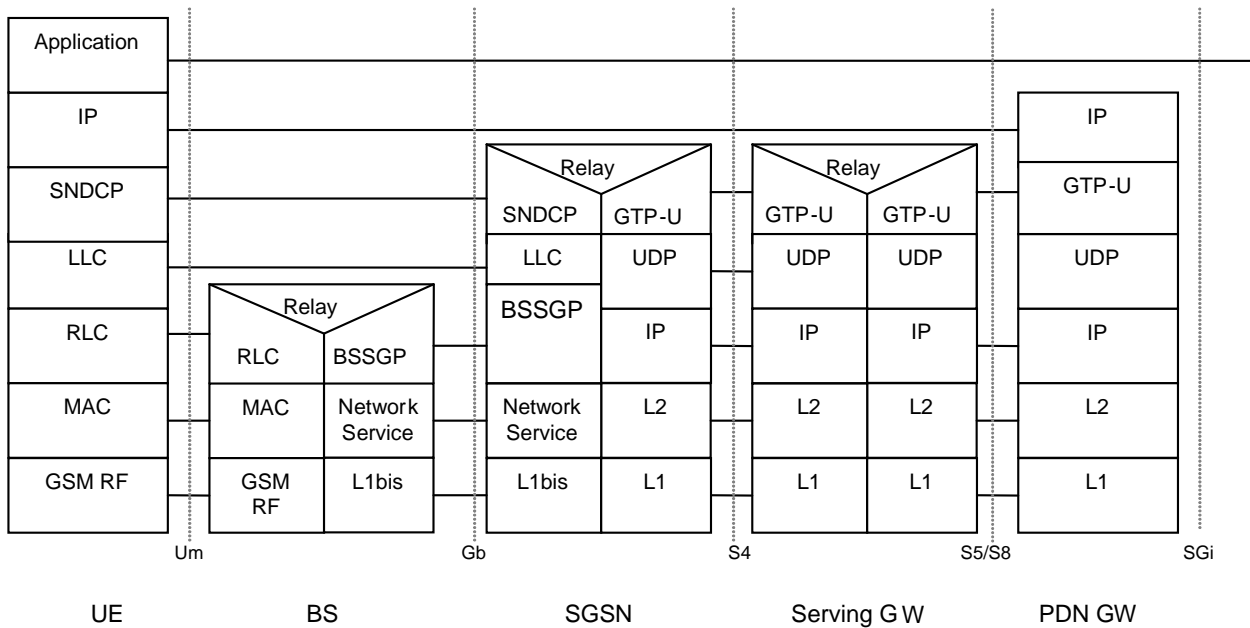 Application
IP
SNDCP
LLC
RLC
MAC
GSM RF
Relay
RLC
BSSGP
MAC
Network
Service
GSM
RF
L1bis
Relay
SNDCP
GTP-U
LLC
UDP
BSSGP
IP
Network
Service
L2
L1bis
L1
Relay
GTP-U
GTP-U
UDP
UDP
IP
IP
L2
L2
L1
L1
IP
GTP-U
UDP
IP
L2
L1
Um
Gb
S4
S5/S8
SGi
UE
BS
SGSN
Serving GW
PDN GW